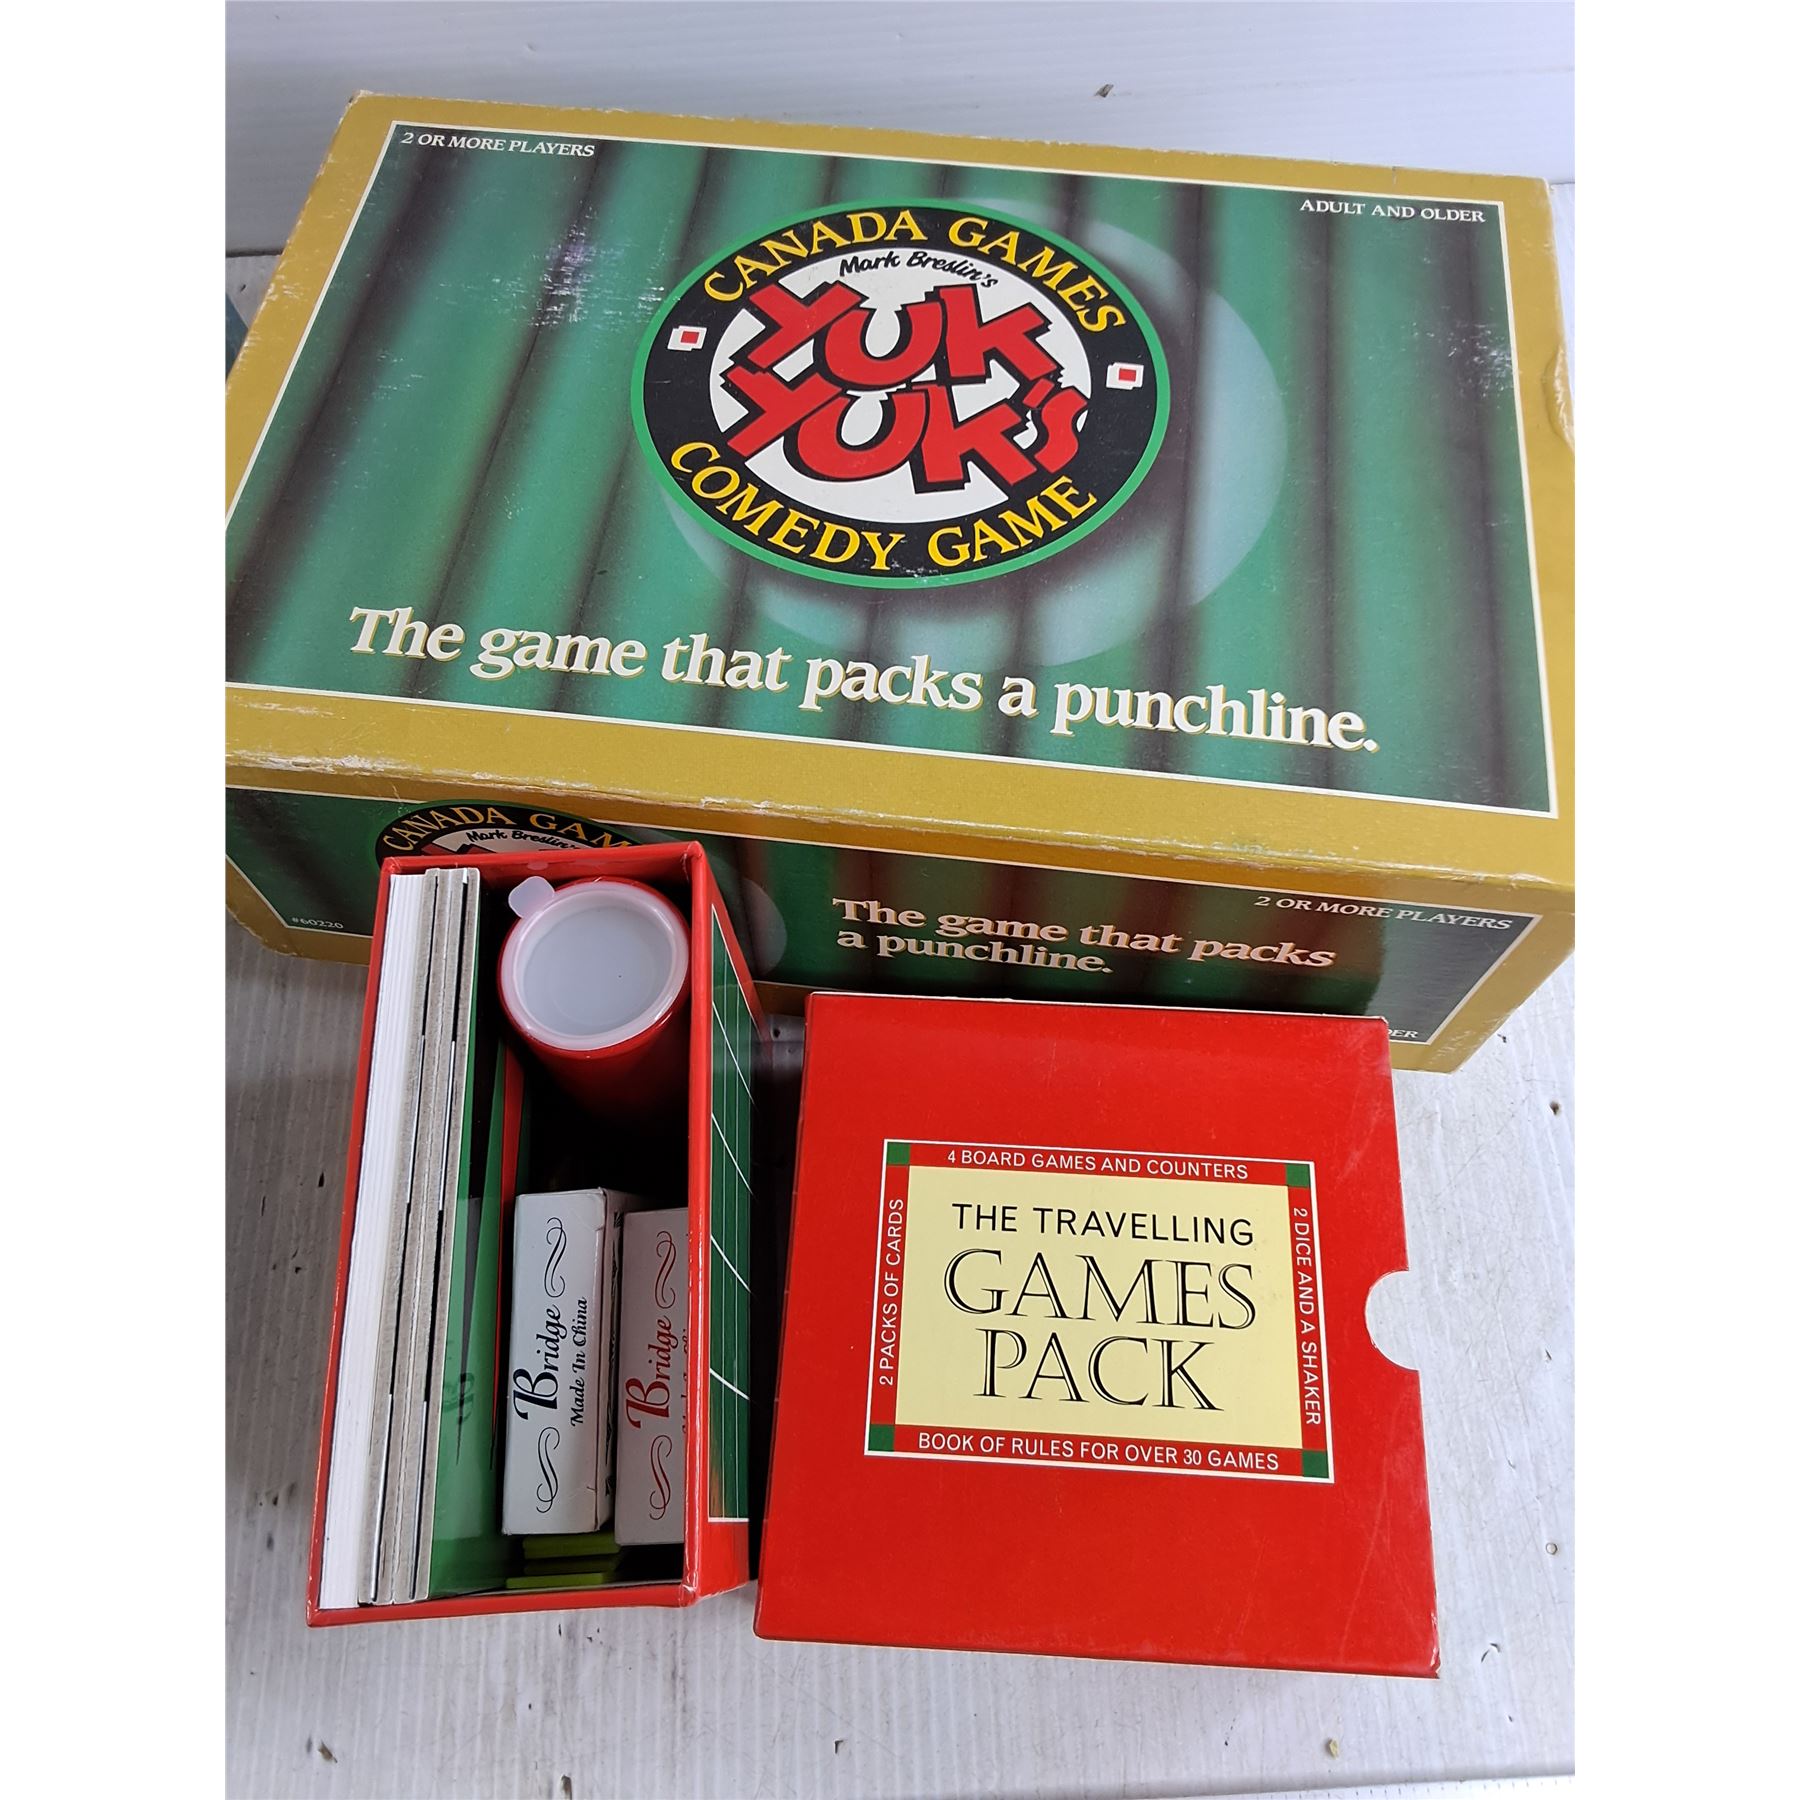 2 OR MORE PLAYERS
ADULT AND OLDER
CANADA GAMES
Mark Breslin's
YUK
YUK'S
COMEDY GAME
The game that packs a punchline.
CANADA GAM
Mark Breslin's
#60220
The game that packs
a punchline.
2 OR MORE PLAYERS
DER
Bridge
Made In China
Bridge
4 BOARD GAMES AND COUNTERS
2 PACKS OF CARDS
THE TRAVELLING
GAMES
PACK
2 DICE AND A SHAKER
BOOK OF RULES FOR OVER 30 GAMES